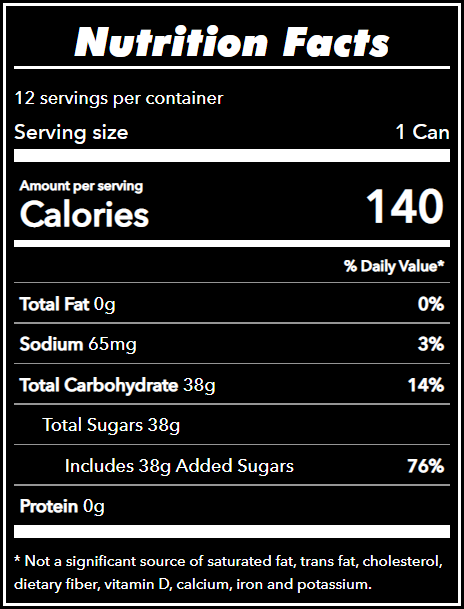 Nutrition Facts
12 servings per container
Serving size 1 Can
Amount per serving
Calories 140
% Daily Value*
Total Fat 0g 0%
Sodium 65mg 3%
Total Carbohydrate 38g 14%
Total Sugars 38g
Includes 38g Added Sugars 76%
Protein 0g
* Not a significant source of saturated fat, trans fat, cholesterol,
dietary fiber, vitamin D, calcium, iron and potassium.